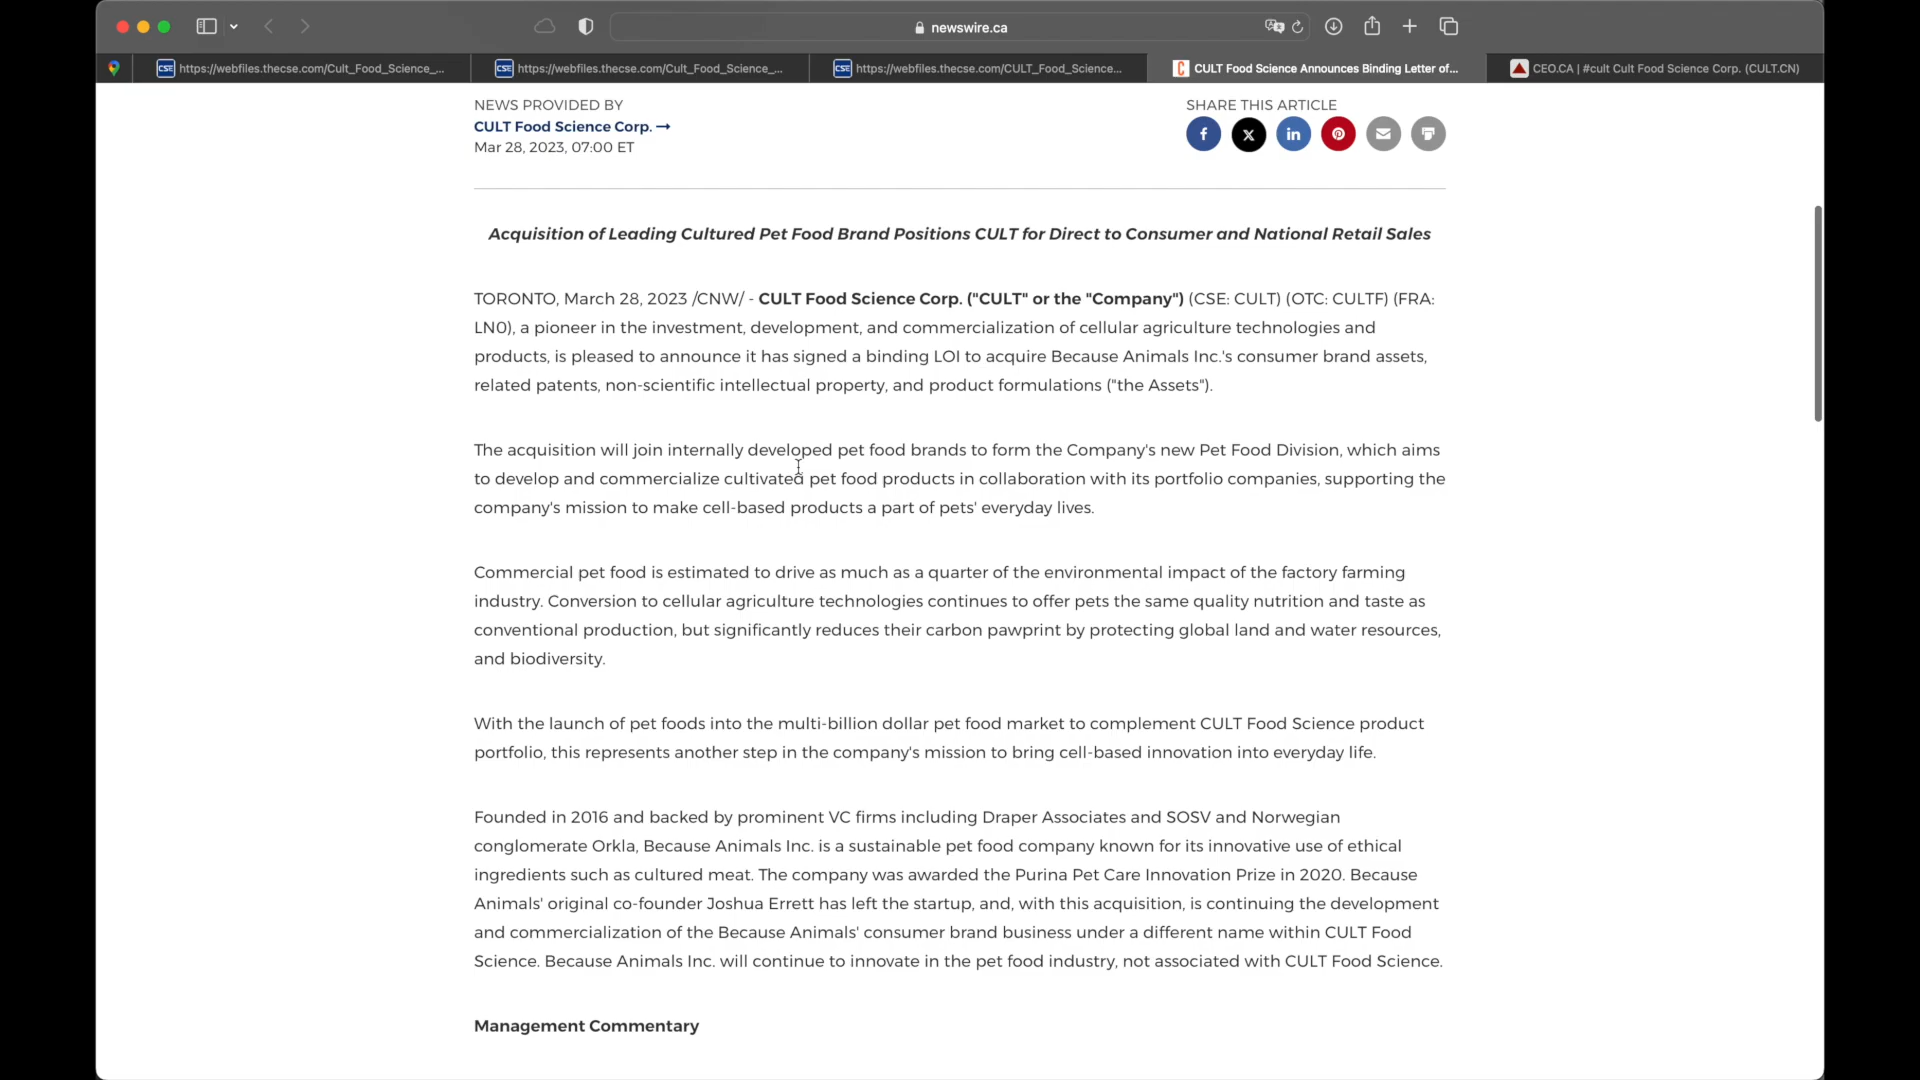 newswire.ca
CSE https://webfiles.thecse.com/Cult_Food_Science_...
CSE https://webfiles.thecse.com/Cult_Food_Science_...
CSE https://webfiles.thecse.com/CULT_Food_Science...
CULT Food Science Announces Binding Letter of...
CEO.CA | #cult Cult Food Science Corp. (CULT.CN)
NEWS PROVIDED BY
CULT Food Science Corp. →
Mar 28, 2023, 07:00 ET
SHARE THIS ARTICLE
Acquisition of Leading Cultured Pet Food Brand Positions CULT for Direct to Consumer and National Retail Sales
TORONTO, March 28, 2023 /CNW/ - CULT Food Science Corp. ("CULT" or the "Company") (CSE: CULT) (OTC: CULTF) (FRA:
LN0), a pioneer in the investment, development, and commercialization of cellular agriculture technologies and
products, is pleased to announce it has signed a binding LOI to acquire Because Animals Inc.'s consumer brand assets,
related patents, non-scientific intellectual property, and product formulations ("the Assets").
The acquisition will join internally developed pet food brands to form the Company's new Pet Food Division, which aims
to develop and commercialize cultivated pet food products in collaboration with its portfolio companies, supporting the
company's mission to make cell-based products a part of pets' everyday lives.
Commercial pet food is estimated to drive as much as a quarter of the environmental impact of the factory farming
industry. Conversion to cellular agriculture technologies continues to offer pets the same quality nutrition and taste as
conventional production, but significantly reduces their carbon pawprint by protecting global land and water resources,
and biodiversity.
With the launch of pet foods into the multi-billion dollar pet food market to complement CULT Food Science product
portfolio, this represents another step in the company's mission to bring cell-based innovation into everyday life.
Founded in 2016 and backed by prominent VC firms including Draper Associates and SOSV and Norwegian
conglomerate Orkla, Because Animals Inc. is a sustainable pet food company known for its innovative use of ethical
ingredients such as cultured meat. The company was awarded the Purina Pet Care Innovation Prize in 2020. Because
Animals' original co-founder Joshua Errett has left the startup, and, with this acquisition, is continuing the development
and commercialization of the Because Animals' consumer brand business under a different name within CULT Food
Science. Because Animals Inc. will continue to innovate in the pet food industry, not associated with CULT Food Science.
Management Commentary